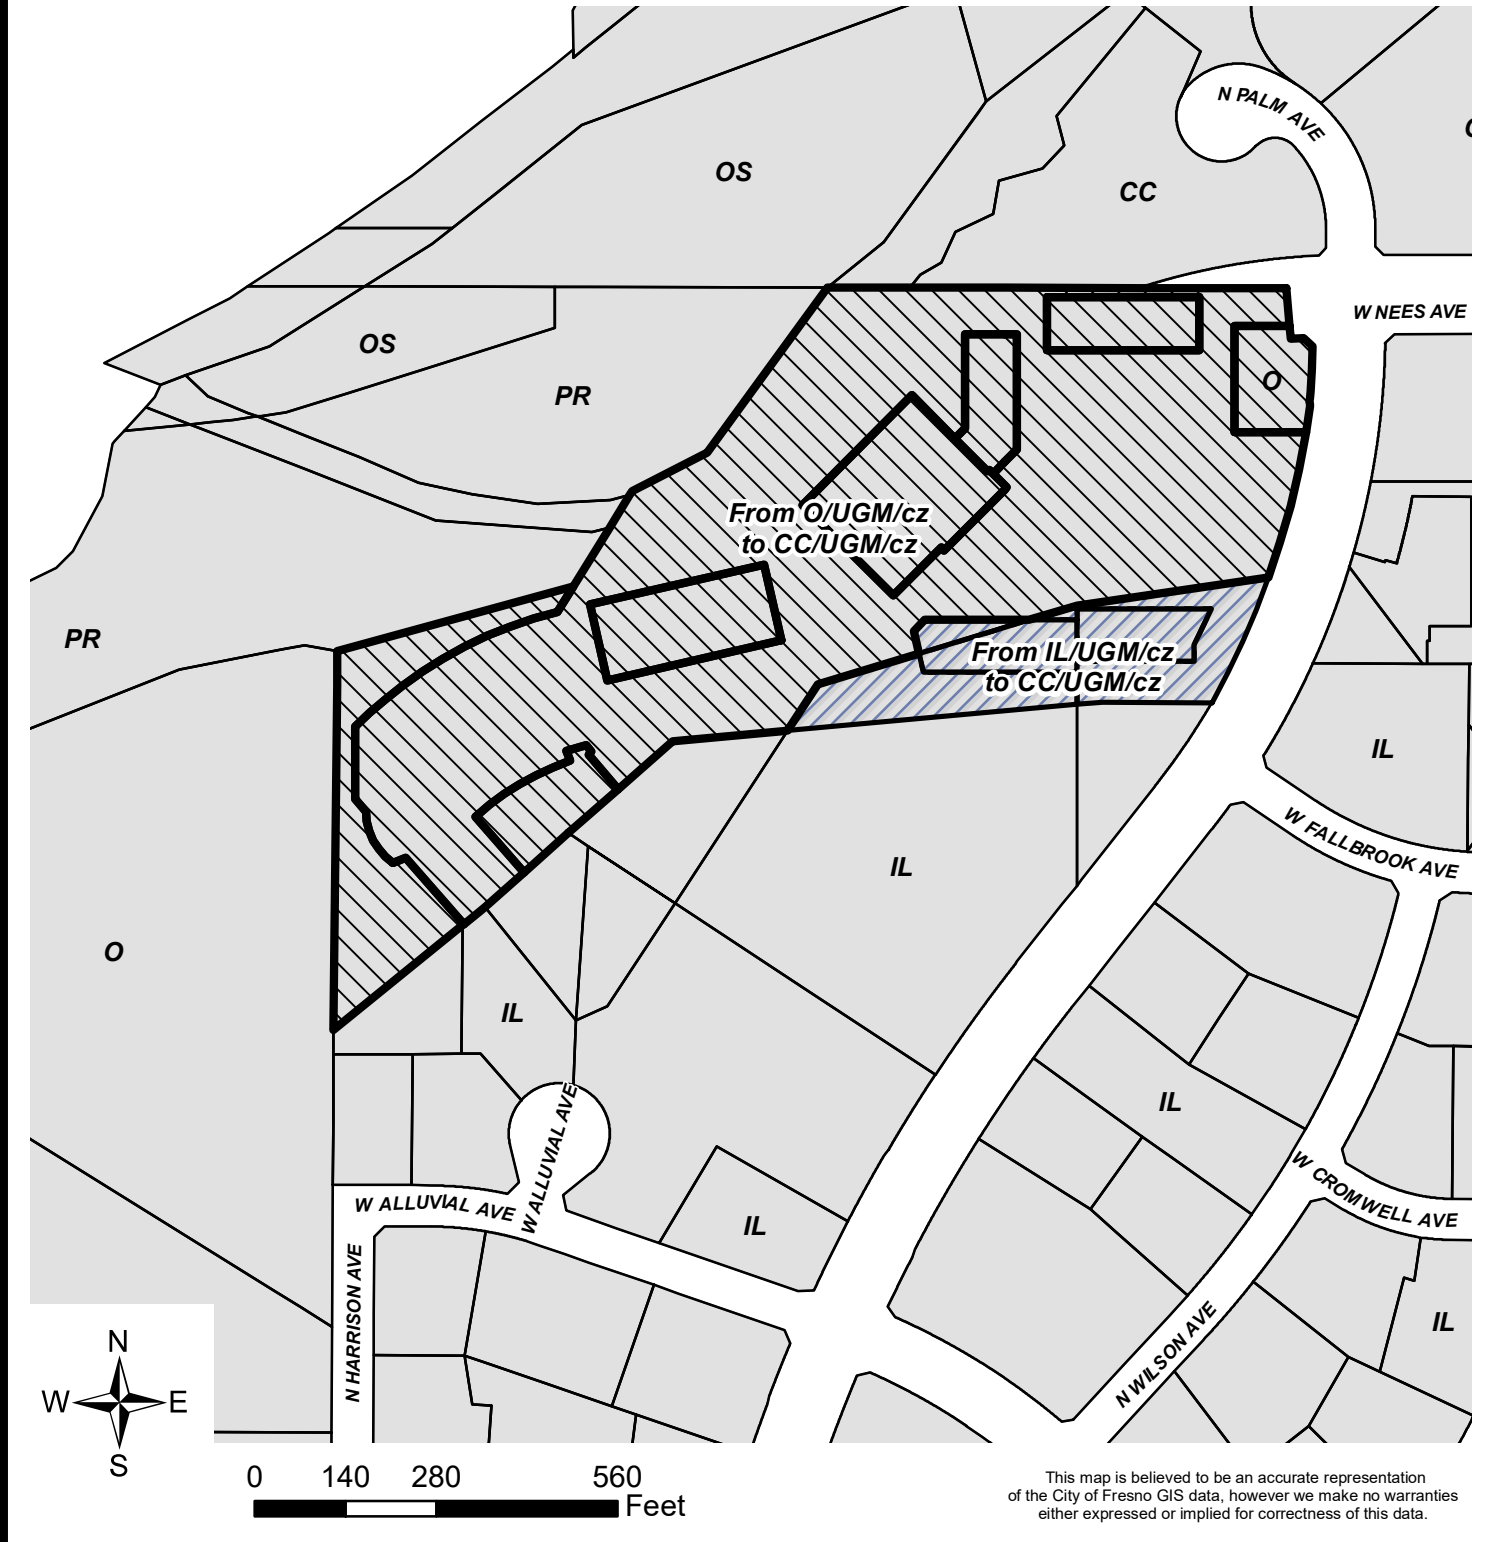 N PALM AVE
OS
CC
W NEES AVE
OS
O
PR
From O/UGM/cz
to CC/UGM/cz
PR
From IL/UGM/cz
to CC/UGM/cz
IL
W FALLBROOK AVE
IL
O
IL
IL
W ALLUVIAL AVE
W ALLUVIAL AVE
W CROMWELL AVE
IL
N HARRISON AVE
N WILSON AVE
IL
N
W E
S
0 140 280 560
Feet
This map is believed to be an accurate representation
of the City of Fresno GIS data, however we make no warranties
either expressed or implied for correctness of this data.